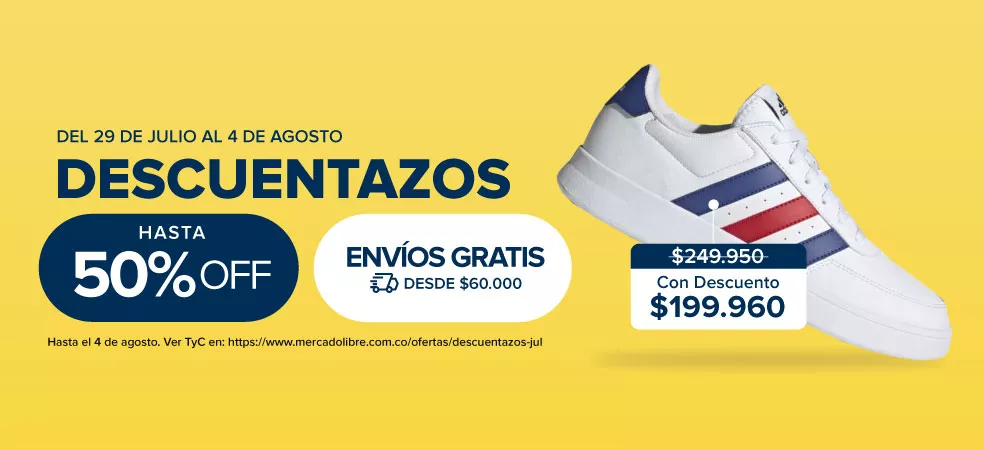 DEL 29 DE JULIO AL 4 DE AGOSTO
DESCUENTAZOS
HASTA
50% OFF
ENVÍOS GRATIS
DESDE $60.000
Hasta el 4 de agosto. Ver TyC en: https://www.mercadolibre.com.co/ofertas/descuentazos-jul
$249.950
Con Descuento
$199.960